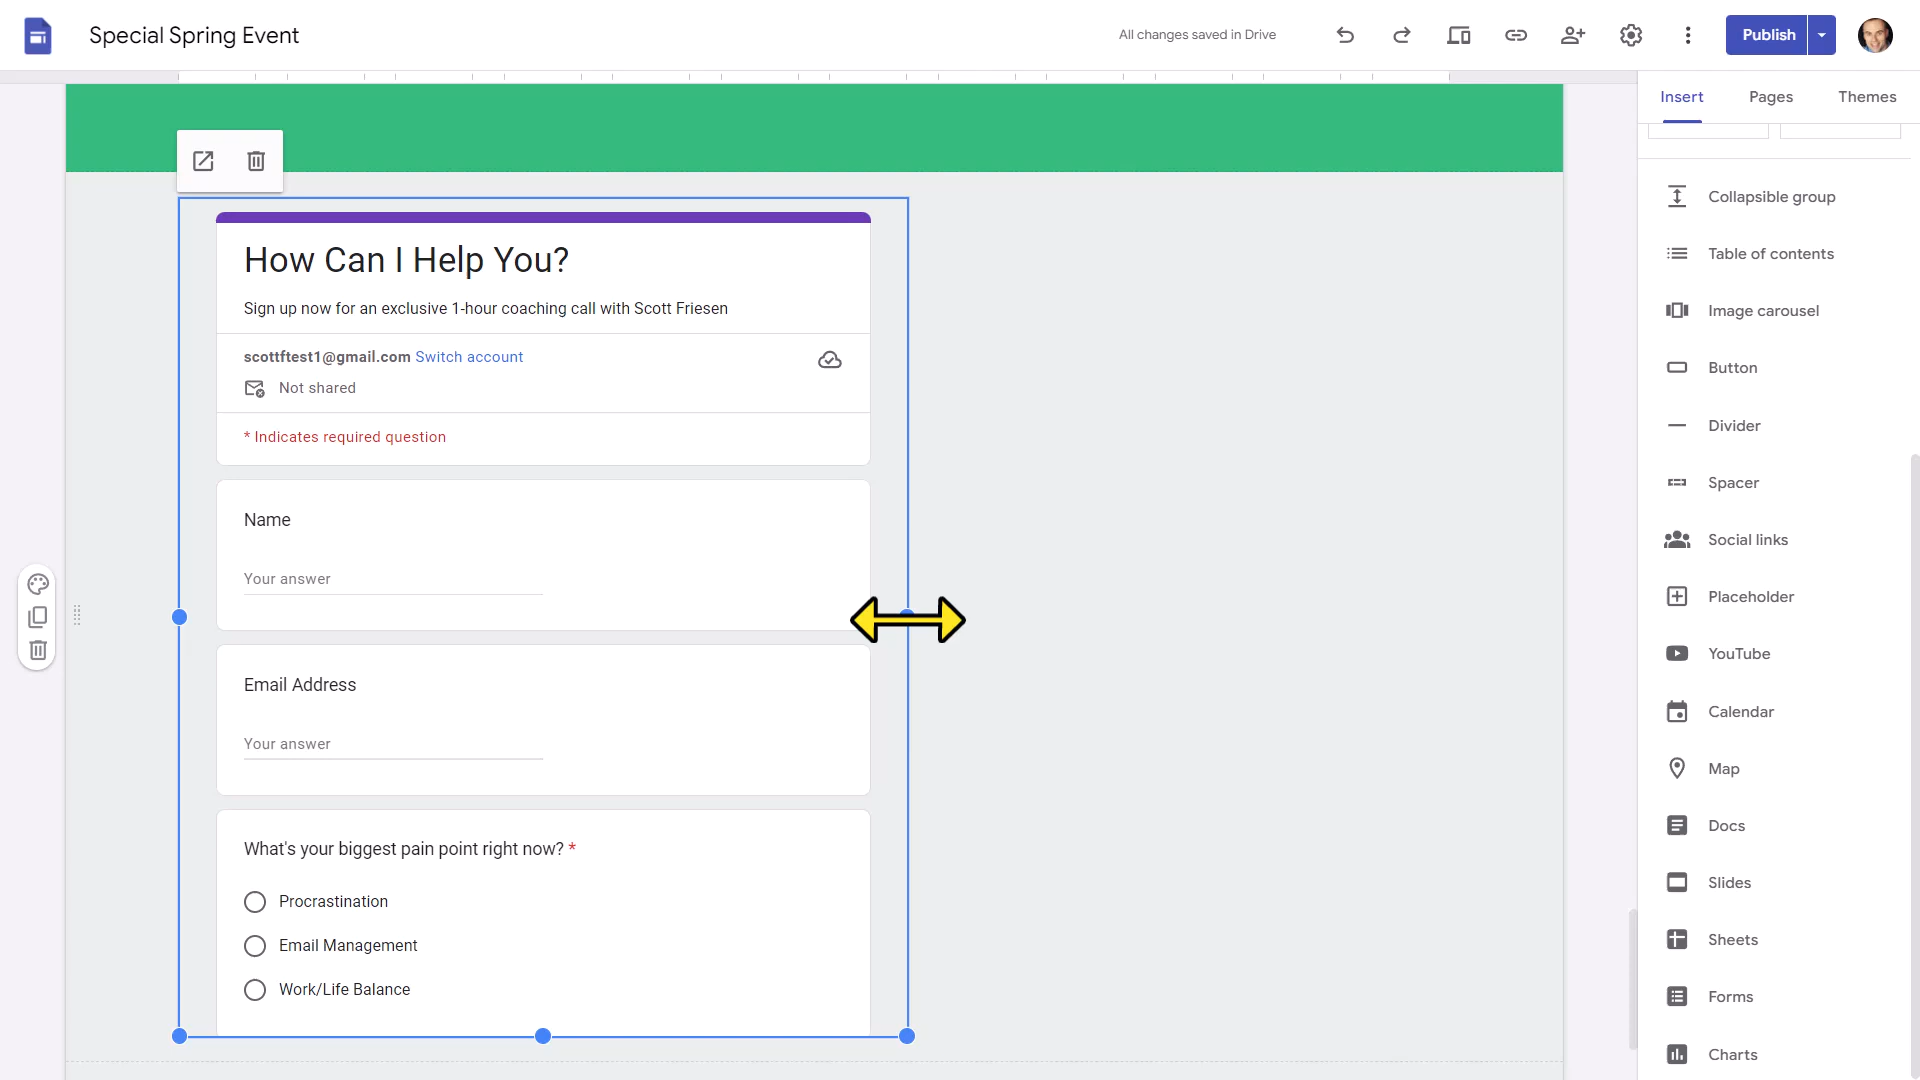 Special Spring Event
All changes saved in Drive
Publish
Insert
Pages
Themes
How Can I Help You?
Sign up now for an exclusive 1-hour coaching call with Scott Friesen
scottftest1@gmail.com Switch account
Not shared
* Indicates required question
Name
Your answer
Email Address
Your answer
What's your biggest pain point right now? *
Procrastination
Email Management
Work/Life Balance
Collapsible group
Table of contents
Image carousel
Button
Divider
Spacer
Social links
Placeholder
YouTube
Calendar
Map
Docs
Slides
Sheets
Forms
Charts